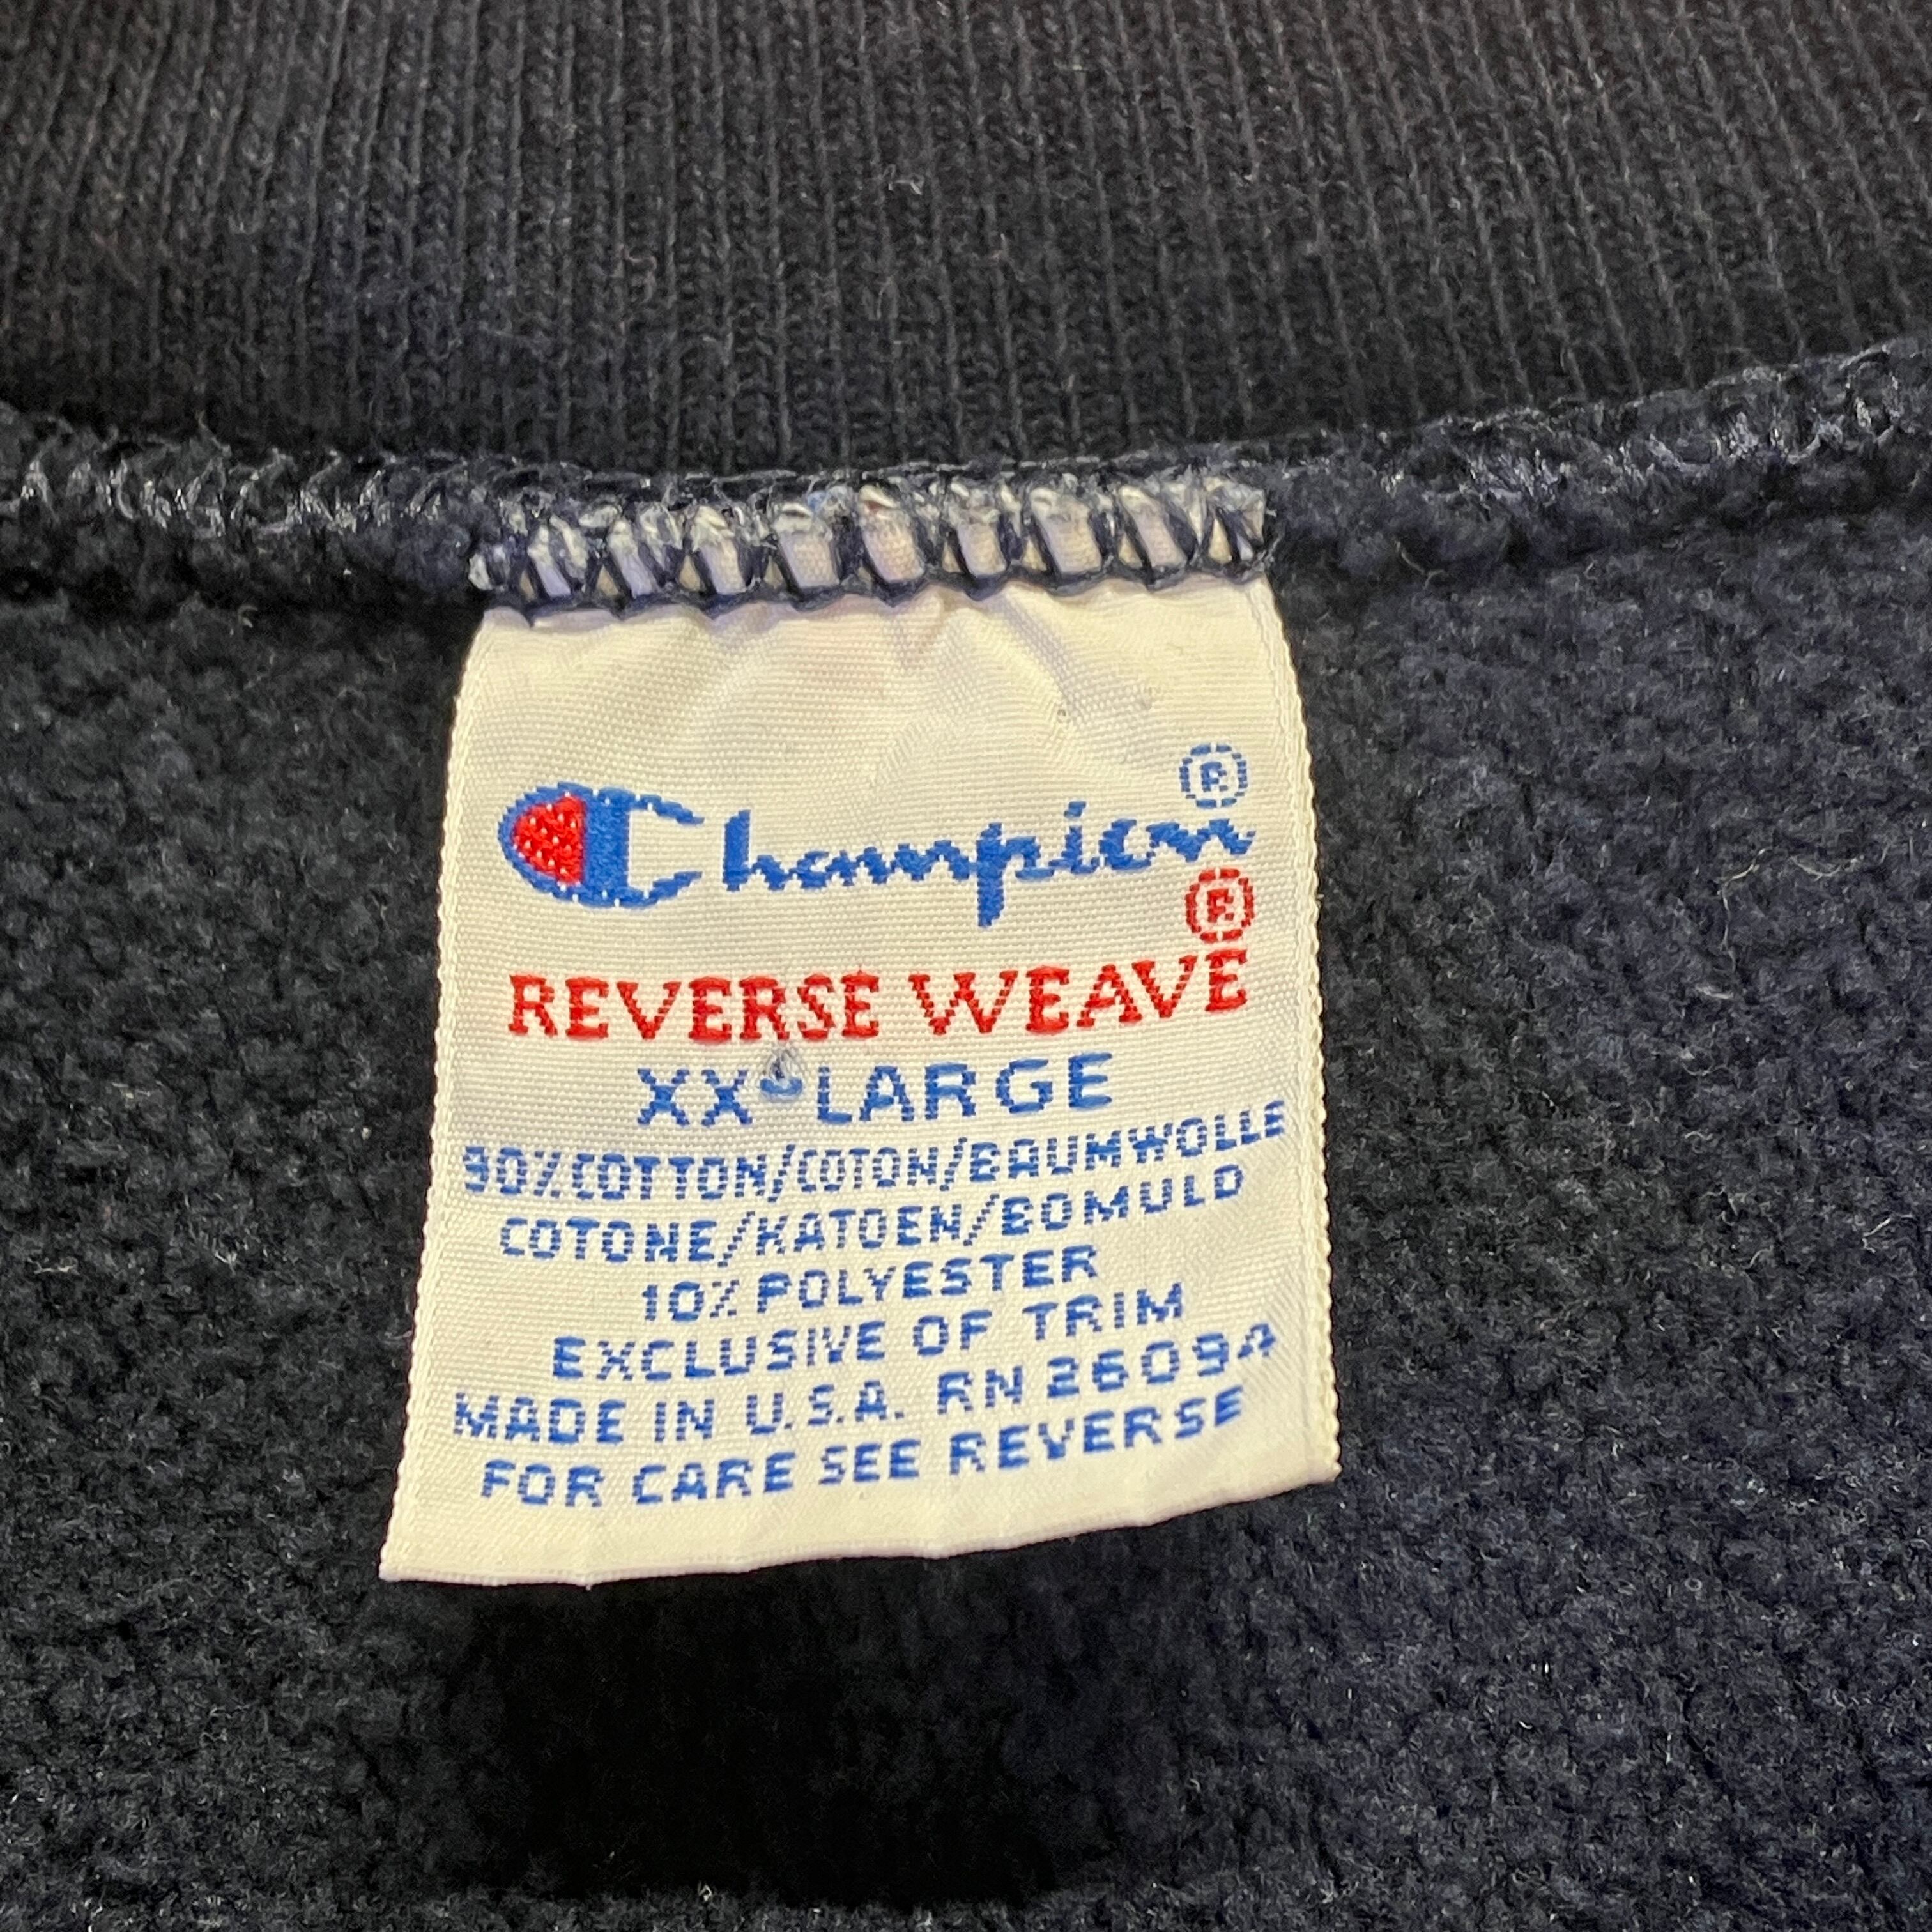 Champion®
REVERSE WEAVE®
XX-LARGE
90% COTTON/COTON/BAUMWOLLE
COTONE/KATOEN/BOMULD
10% POLYESTER
EXCLUSIVE OF TRIM
MADE IN U.S.A. RN 26094
FOR CARE SEE REVERSE